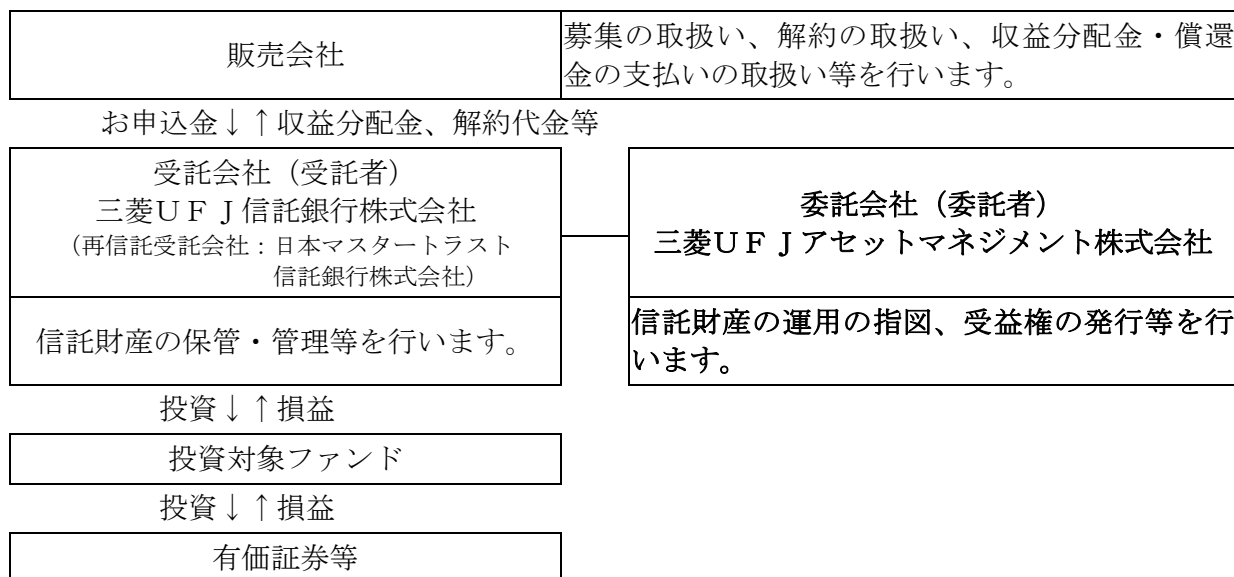 販売会社
募集の取扱い、解約の取扱い、収益分配金・償還
金の支払いの取扱い等を行います。
お申込金↓↑収益分配金、解約代金等
受託会社(受託者)
三菱UFJ信託銀行株式会社
(再信託受託会社:日本マスタートラスト
信託銀行株式会社)
委託会社(委託者)
三菱UFJアセットマネジメント株式会社
信託財産の保管・管理等を行います。
信託財産の運用の指図、受益権の発行等を行
います。
投資↓↑損益
投資対象ファンド
投資↓↑損益
有価証券等